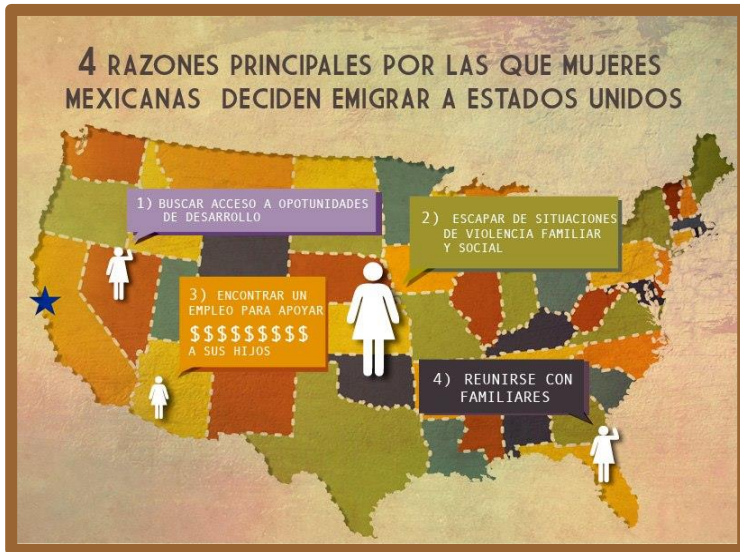 4 RAZONES PRINCIPALES POR LAS QUE MUJERES
MEXICANAS DECIDEN EMIGRAR A ESTADOS UNIDOS
1) BUSCAR ACCESO A OPOTUNIDADES
DE DESARROLLO
2) ESCAPAR DE SITUACIONES
DE VIOLENCIA FAMILIAR
Y SOCIAL
3) ENCONTRAR UN
EMPLEO PARA APOYAR
$$$$$$$$$
A SUS HIJOS
4) REUNIRSE CON
FAMILIARES